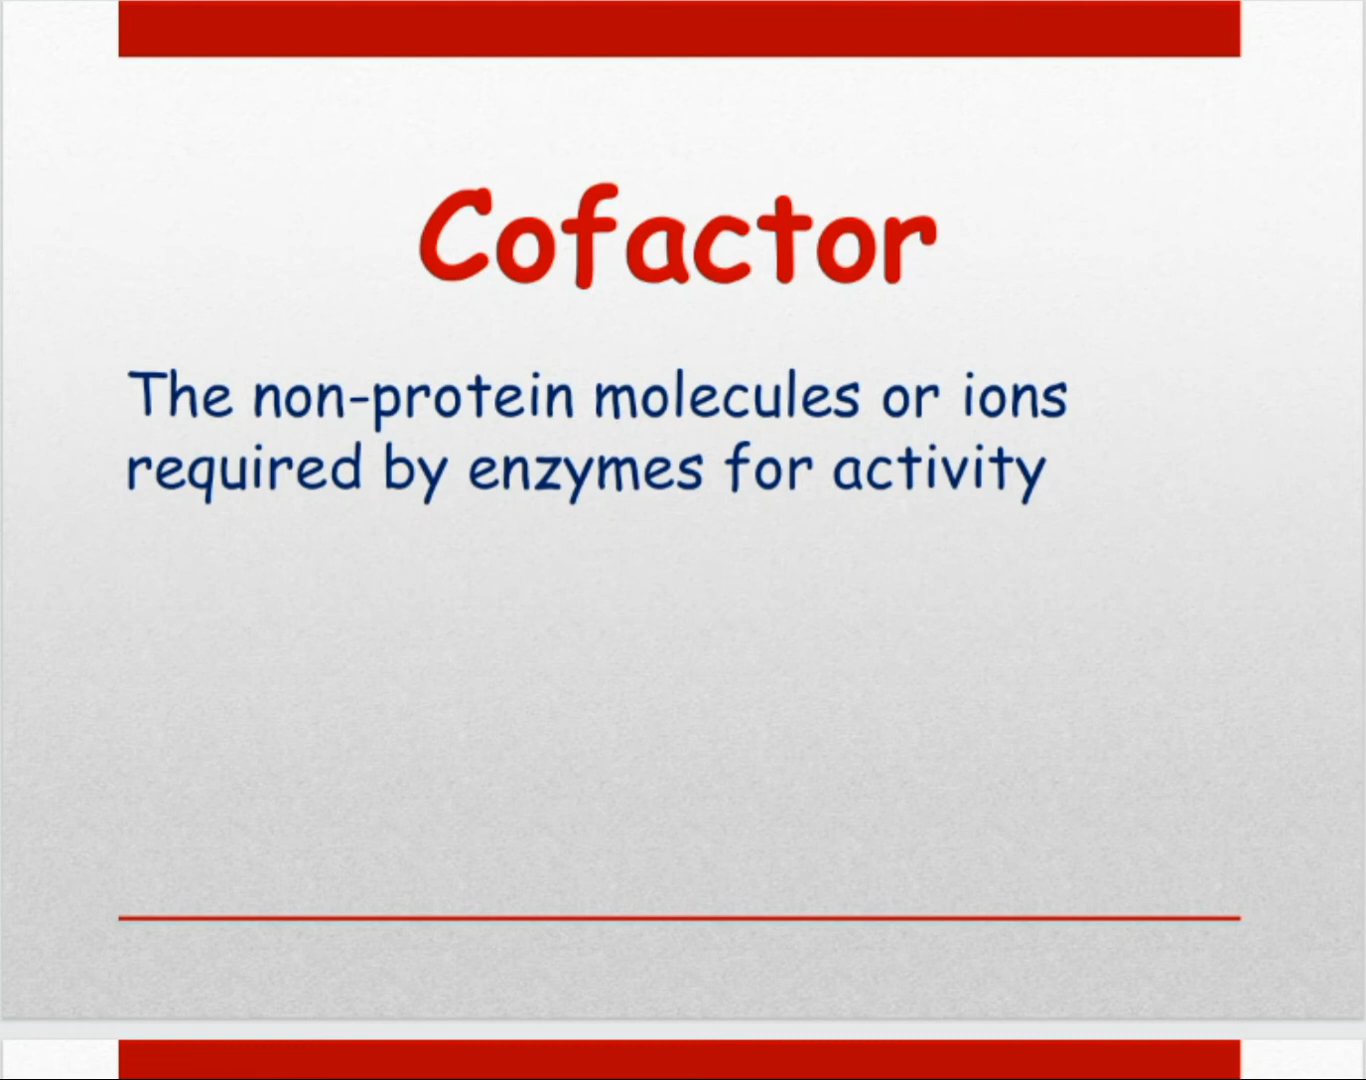 Cofactor
The non-protein molecules or ions
required by enzymes for activity